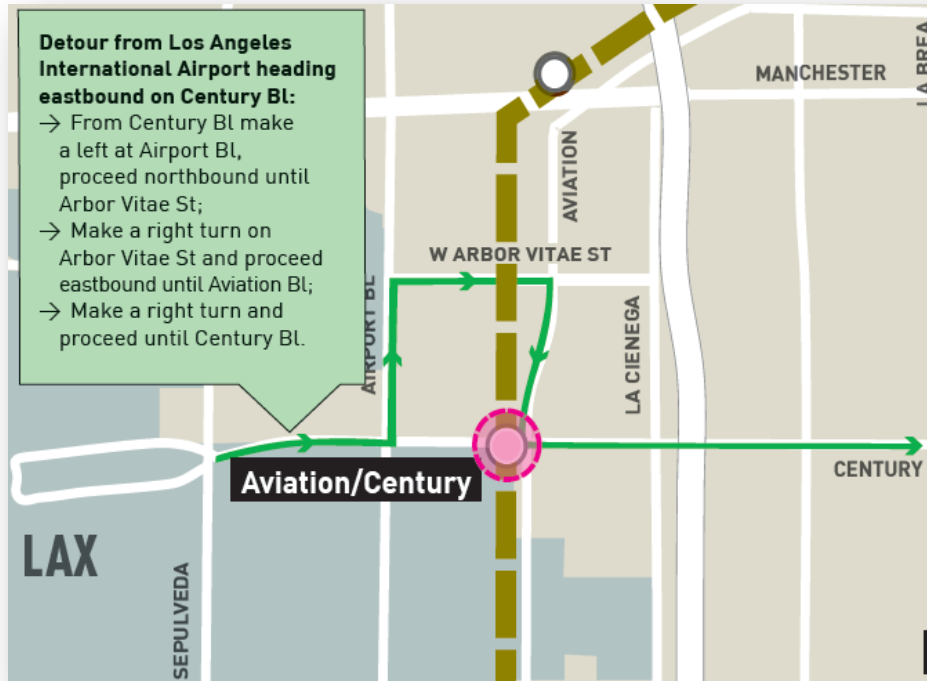 Detour from Los Angeles
International Airport heading
eastbound on Century Bl:
→ From Century Bl make
a left at Airport Bl,
proceed northbound until
Arbor Vitae St;
→ Make a right turn on
Arbor Vitae St and proceed
eastbound until Aviation Bl;
→ Make a right turn and
proceed until Century Bl.
MANCHESTER
LA BREA
AVIATION
W ARBOR VITAE ST
AIRPORT BL
LA CIENEGA
CENTURY
Aviation/Century
LAX
SEPULVEDA